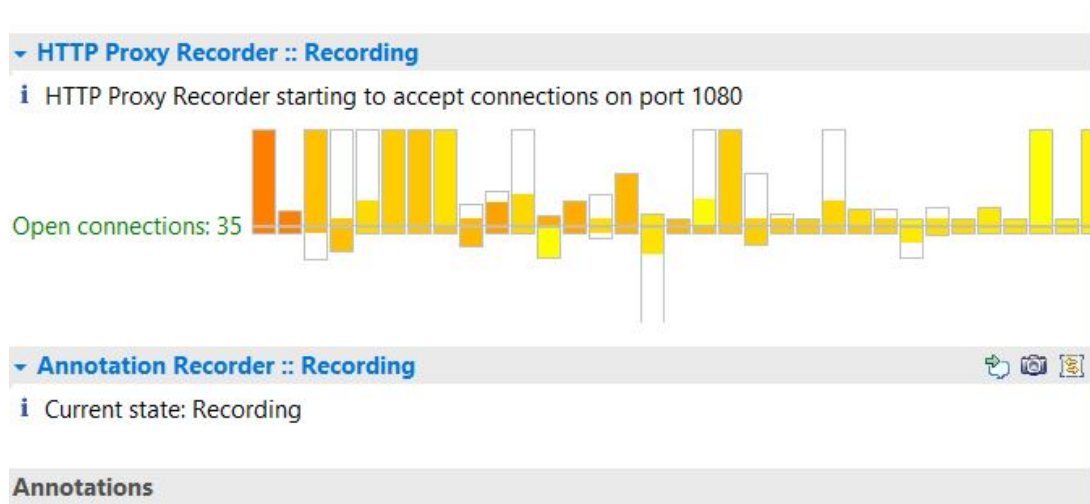 HTTP Proxy Recorder :: Recording
i HTTP Proxy Recorder starting to accept connections on port 1080
Open connections: 35
Annotation Recorder :: Recording
i Current state: Recording
Annotations